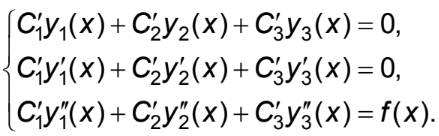 C′₁y₁(x) + C′₂y₂(x) + C′₃y₃(x) = 0,
C′₁y′₁(x) + C′₂y′₂(x) + C′₃y′₃(x) = 0,
C′₁y″₁(x) + C′₂y″₂(x) + C′₃y″₃(x) = f(x).